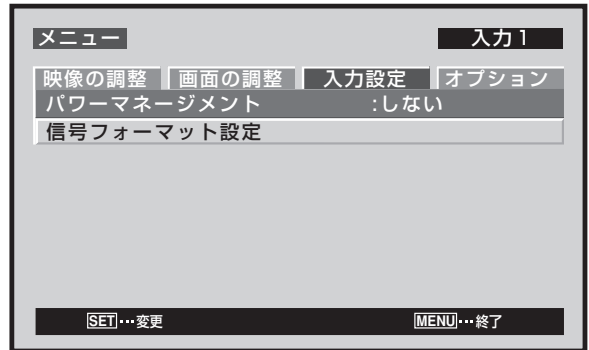 メニュー 入力1
映像の調整 画面の調整 入力設定 オプション
パワーマネージメント :しない
信号フォーマット設定
SET…変更 MENU…終了